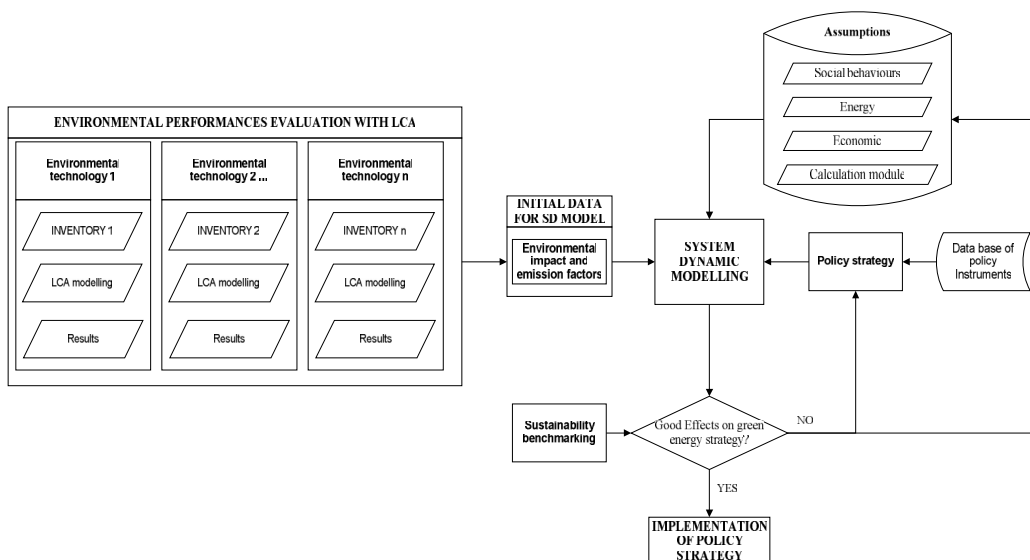 Assumptions
Social behaviours
Energy
Economic
Calculation module
ENVIRONMENTAL PERFORMANCES EVALUATION WITH LCA
Environmental
technology 1
INVENTORY 1
LCA modelling
Results
Environmental
technology 2 ...
INVENTORY 2
LCA modelling
Results
Environmental
technology n
INVENTORY n
LCA modelling
Results
INITIAL DATA
FOR SD MODEL
Environmental
impact and
emission factors
SYSTEM
DYNAMIC
MODELLING
Policy strategy
Data base of
policy
Instruments
Sustainability
benchmarking
Good Effects on green
energy strategy?
NO
YES
IMPLEMENTATION
OF POLICY
STRATEGY